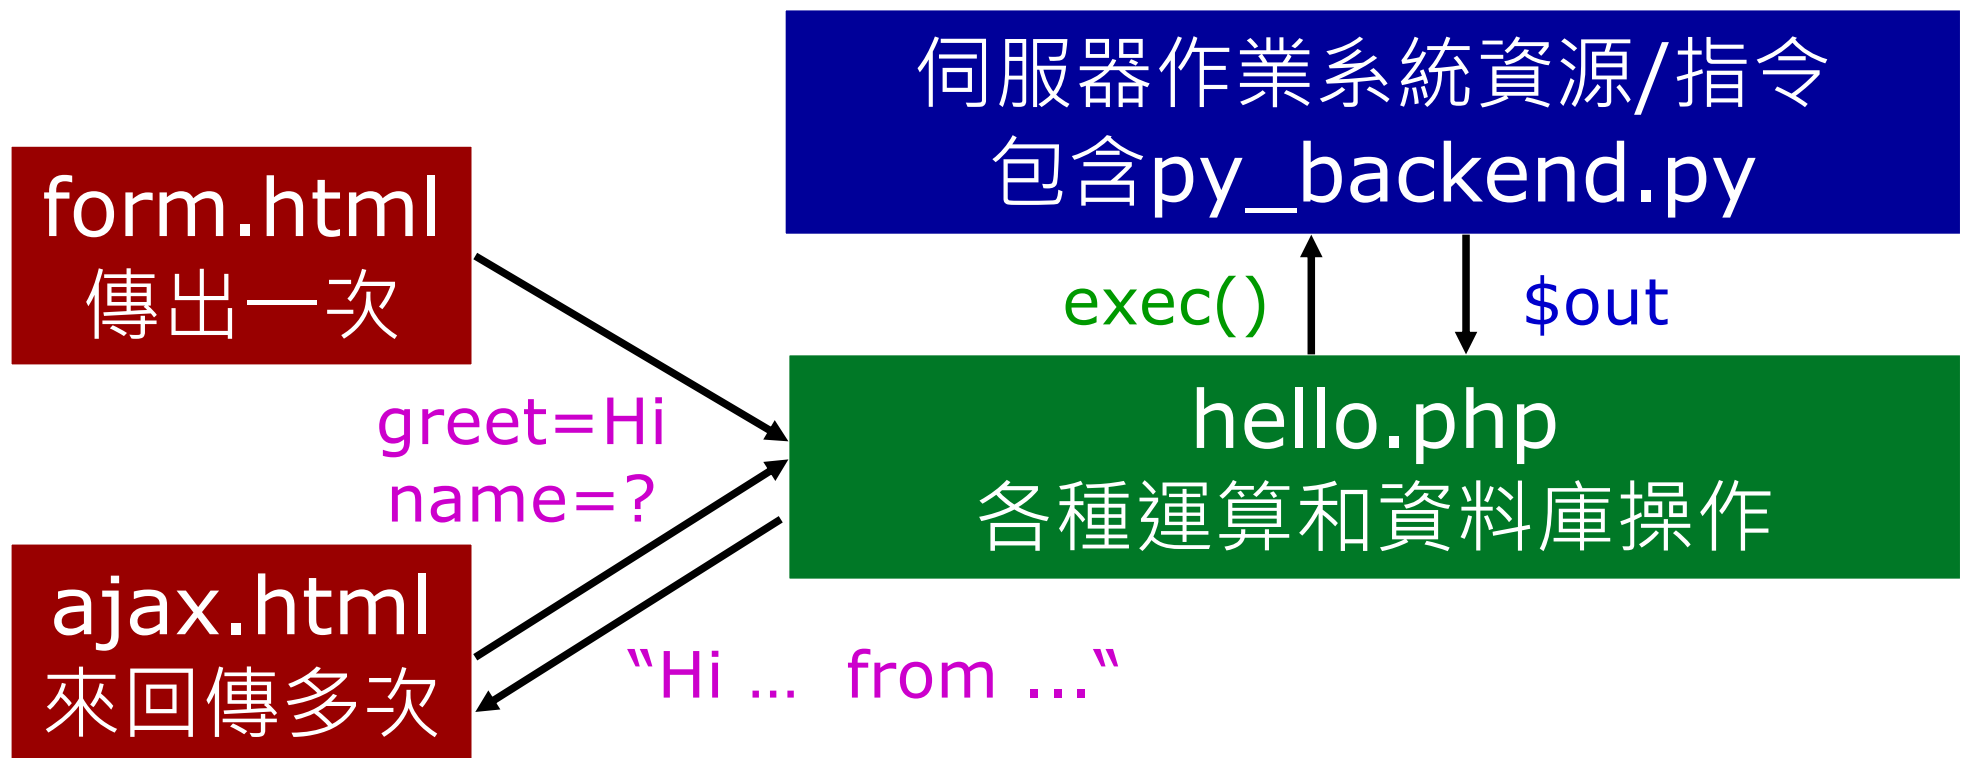 伺服器作業系統資源/指令
包含py_backend.py
form.html
傳出一次
exec()
$out
greet=Hi
name=?
hello.php
各種運算和資料庫操作
ajax.html
來回傳多次
“Hi … from ...“